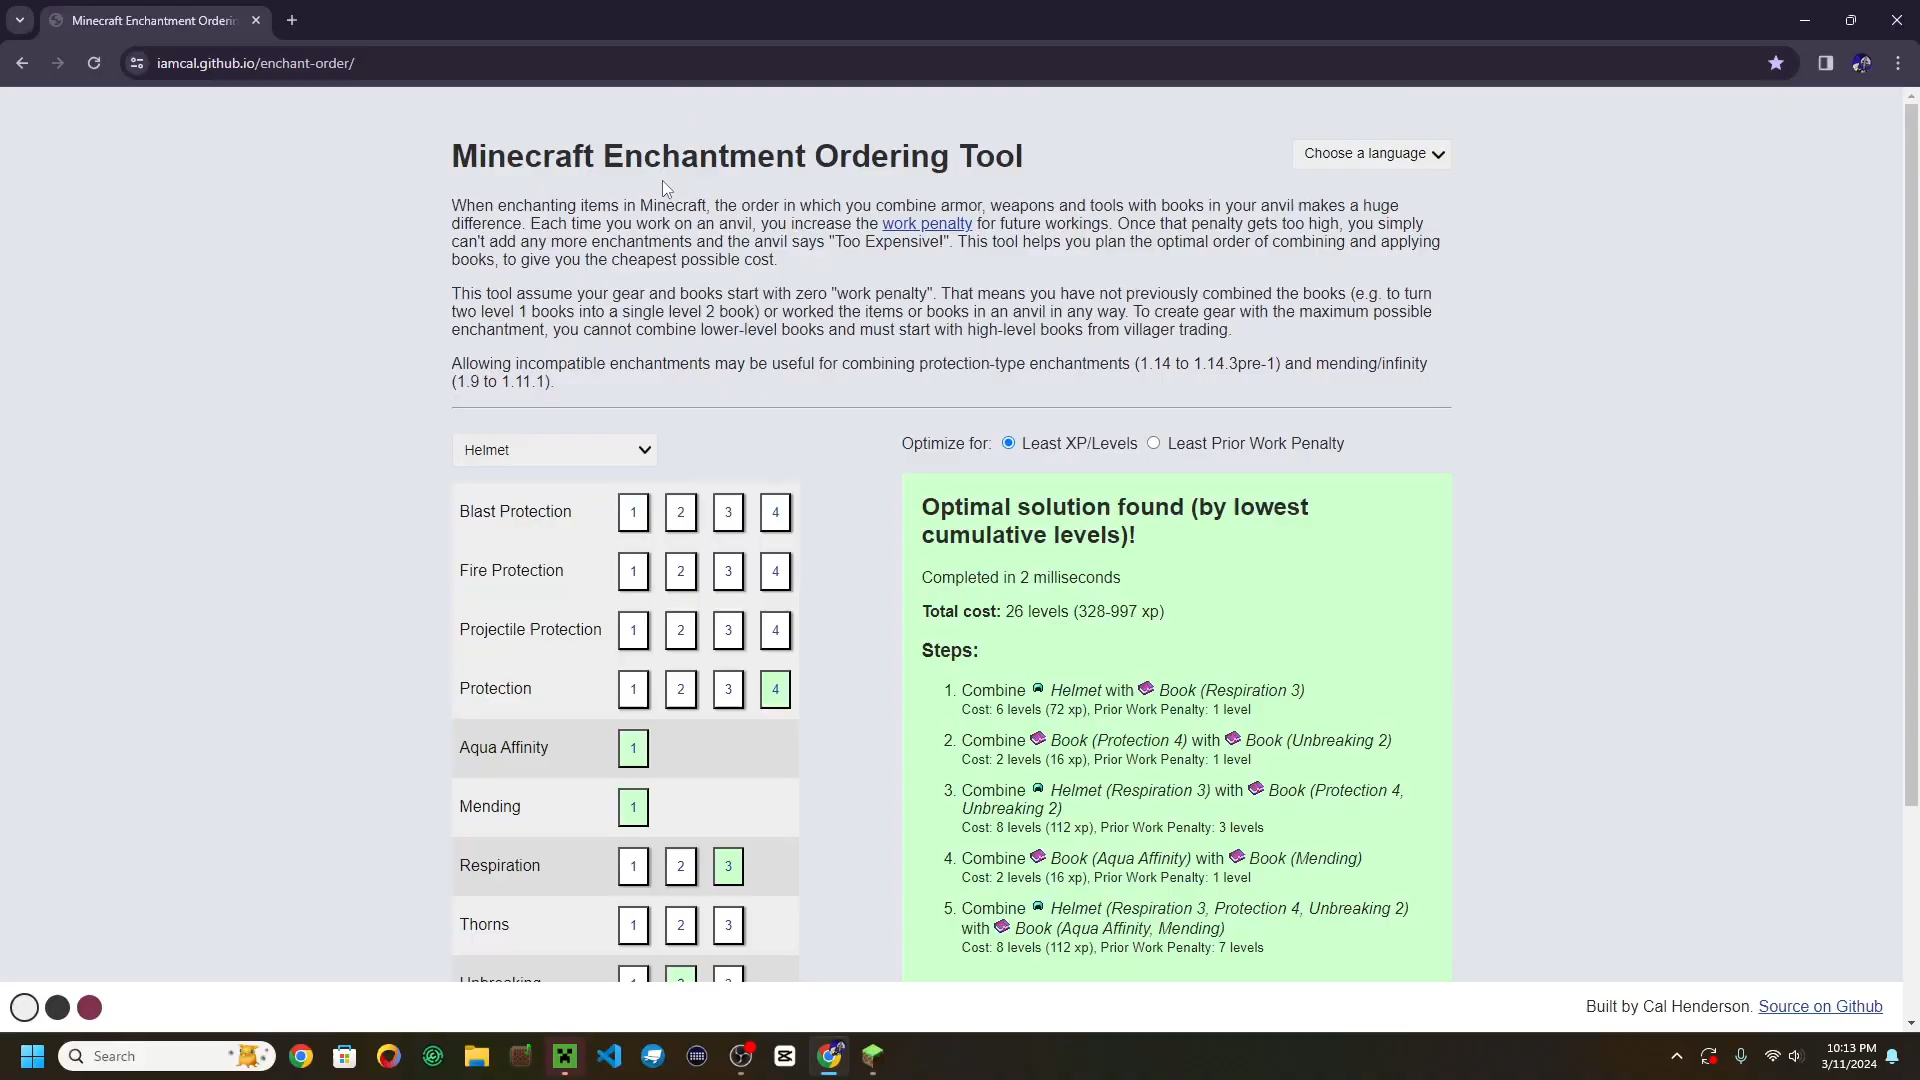 Minecraft Enchantment Orderin
iamcal.github.io/enchant-order/
Minecraft Enchantment Ordering Tool
Choose a language
When enchanting items in Minecraft, the order in which you combine armor, weapons and tools with books in your anvil makes a huge
difference. Each time you work on an anvil, you increase the work penalty for future workings. Once that penalty gets too high, you simply
can't add any more enchantments and the anvil says "Too Expensive!". This tool helps you plan the optimal order of combining and applying
books, to give you the cheapest possible cost.
This tool assume your gear and books start with zero "work penalty". That means you have not previously combined the books (e.g. to turn
two level 1 books into a single level 2 book) or worked the items or books in an anvil in any way. To create gear with the maximum possible
enchantment, you cannot combine lower-level books and must start with high-level books from villager trading.
Allowing incompatible enchantments may be useful for combining protection-type enchantments (1.14 to 1.14.3pre-1) and mending/infinity
(1.9 to 1.11.1).
Helmet
Optimize for: Least XP/Levels Least Prior Work Penalty
Blast Protection 1 2 3 4
Fire Protection 1 2 3 4
Projectile Protection 1 2 3 4
Protection 1 2 3 4
Aqua Affinity 1
Mending 1
Respiration 1 2 3
Thorns 1 2 3
Unbreaking 1 2 3
Optimal solution found (by lowest
cumulative levels)!
Completed in 2 milliseconds
Total cost: 26 levels (328-997 xp)
Steps:
1. Combine Helmet with Book (Respiration 3)
Cost: 6 levels (72 xp), Prior Work Penalty: 1 level
2. Combine Book (Protection 4) with Book (Unbreaking 2)
Cost: 2 levels (16 xp), Prior Work Penalty: 1 level
3. Combine Helmet (Respiration 3) with Book (Protection 4,
Unbreaking 2)
Cost: 8 levels (112 xp), Prior Work Penalty: 3 levels
4. Combine Book (Aqua Affinity) with Book (Mending)
Cost: 2 levels (16 xp), Prior Work Penalty: 1 level
5. Combine Helmet (Respiration 3, Protection 4, Unbreaking 2)
with Book (Aqua Affinity, Mending)
Cost: 8 levels (112 xp), Prior Work Penalty: 7 levels
Built by Cal Henderson. Source on Github
Search
10:13 PM
3/11/2024